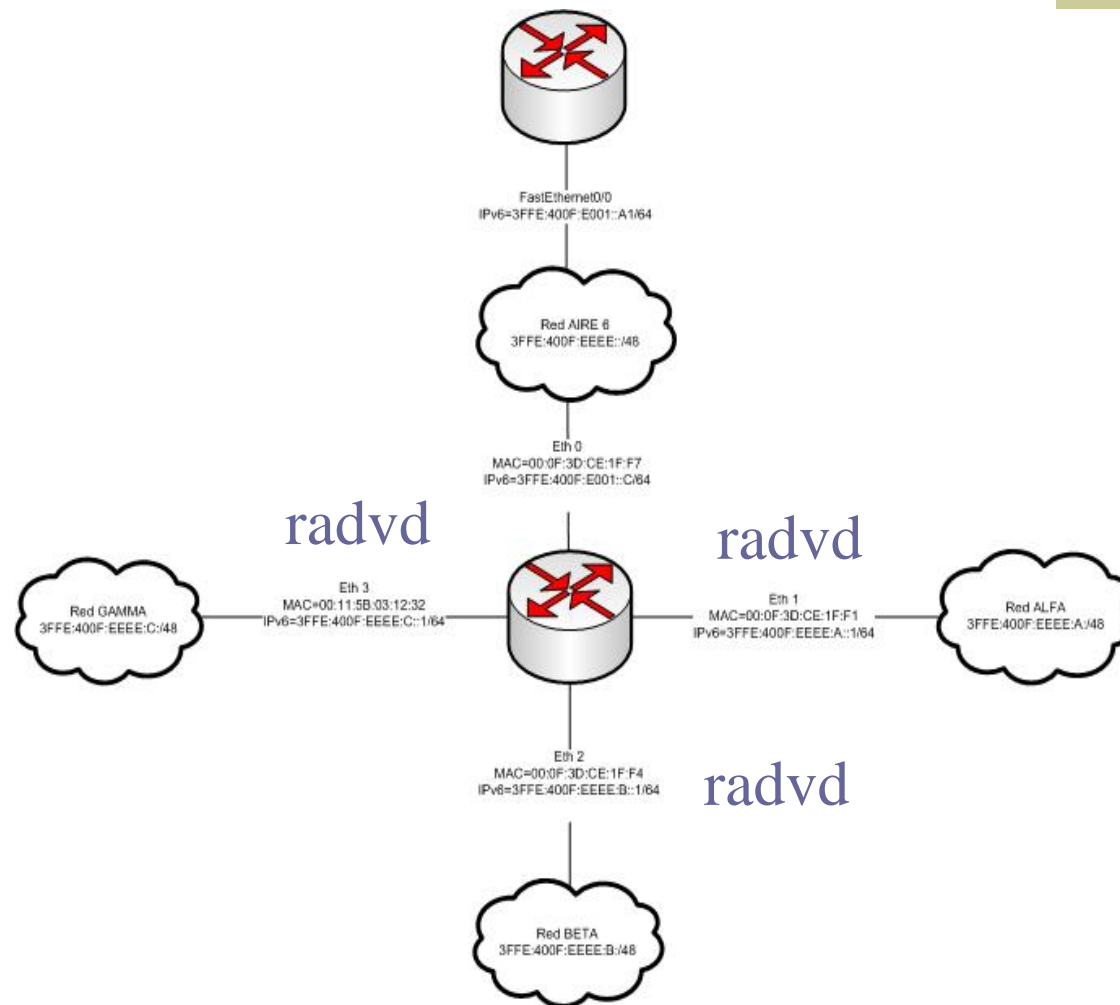 FastEthernet0/0
IPv6=3FFE:400F:E001::A1/64
Red AIRE 6
3FFE:400F:EEEE::/48
Eth 0
MAC=00:0F:3D:CE:1F:F7
IPv6=3FFE:400F:E001::C/64
radvd
radvd
Eth 3
MAC=00:11:5B:03:12:32
IPv6=3FFE:400F:EEEE:C::1/64
Red GAMMA
3FFE:400F:EEEE:C:/48
Eth 1
MAC=00:0F:3D:CE:1F:F1
IPv6=3FFE:400F:EEEE:A::1/64
Red ALFA
3FFE:400F:EEEE:A:/48
Eth 2
MAC=00:0F:3D:CE:1F:F4
IPv6=3FFE:400F:EEEE:B::1/64
radvd
Red BETA
3FFE:400F:EEEE:B:/48